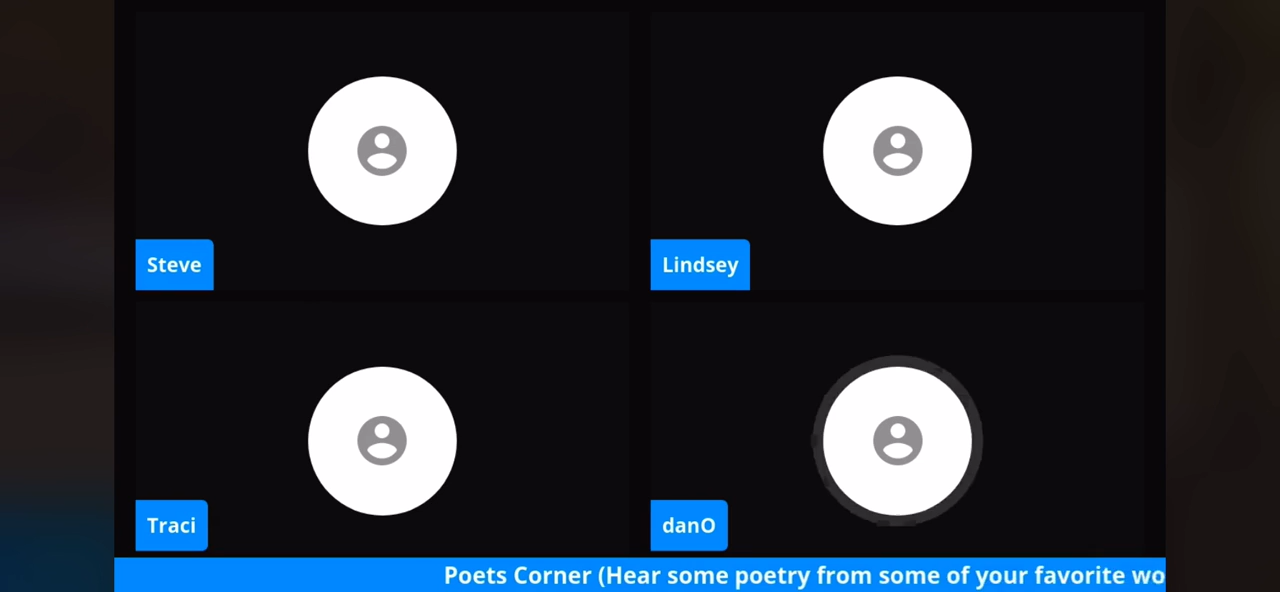 Steve
Lindsey
Traci
danO
Poets Corner (Hear some poetry from some of your favorite wo